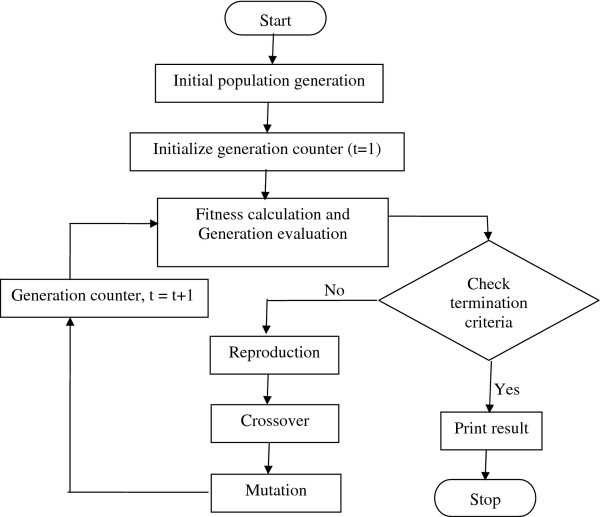 Start
Initial population generation
Initialize generation counter (t=1)
Fitness calculation and
Generation evaluation
Generation counter, t = t+1
Check
termination
criteria
No
Reproduction
Yes
Crossover
Print result
Mutation
Stop